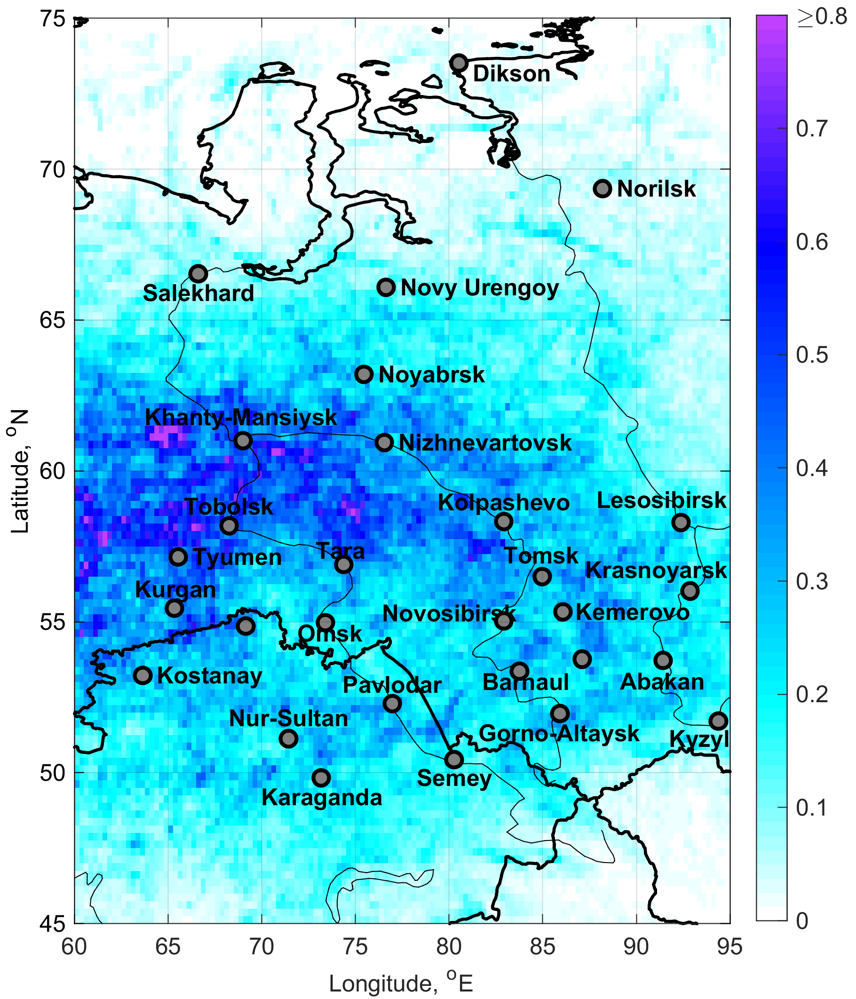 75
≥0.8
Dikson
0.7
70
Norilsk
0.6
Novy Urengoy
Salekhard
65
0.5
Noyabrsk
Khanty-Mansiysk
Nizhnevartovsk
60
0.4
Latitude, °N
Kolpashevo
Lesosibirsk
Tobolsk
Tara
Tomsk
Tyumen
Krasnoyarsk
0.3
Kurgan
Novosibirsk
Kemerovo
55
Omsk
Kostanay
Pavlodar
Barnaul
Abakan
0.2
Nur-Sultan
Gorno-Altaysk
Kyzyl
50
Semey
Karaganda
0.1
45
0
60
65
70
75
80
85
90
95
Longitude, °E